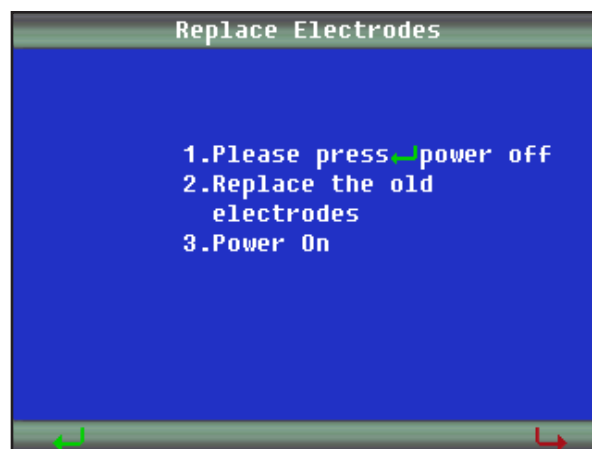 Replace Electrodes
1.Please press↵power off
2.Replace the old
electrodes
3.Power On